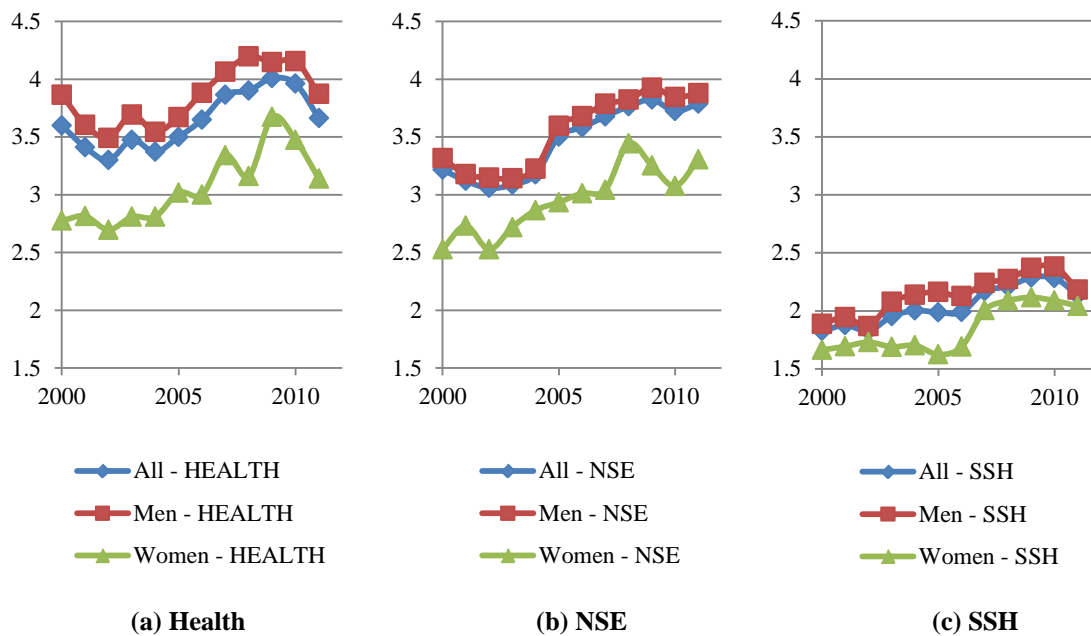 4.5
4
3.5
3
2.5
2
1.5
2000 2005 2010
All - HEALTH
Men - HEALTH
Women - HEALTH
(a) Health
4.5
4
3.5
3
2.5
2
1.5
2000 2005 2010
All - NSE
Men - NSE
Women - NSE
(b) NSE
4.5
4
3.5
3
2.5
2
1.5
2000 2005 2010
All - SSH
Men - SSH
Women - SSH
(c) SSH